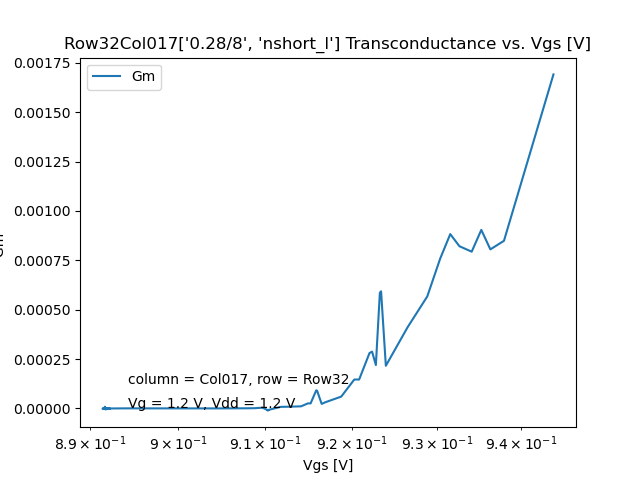 Row32Col017['0.28/8', 'nshort_l'] Transconductance vs. Vgs [V]
Gm
0.00175
0.00150
0.00125
0.00100
0.00075
0.00050
0.00025
0.00000
Gm
column = Col017, row = Row32
Vg = 1.2 V, Vdd = 1.2 V
8.9 × 10⁻¹ 9 × 10⁻¹ 9.1 × 10⁻¹ 9.2 × 10⁻¹ 9.3 × 10⁻¹ 9.4 × 10⁻¹
Vgs [V]